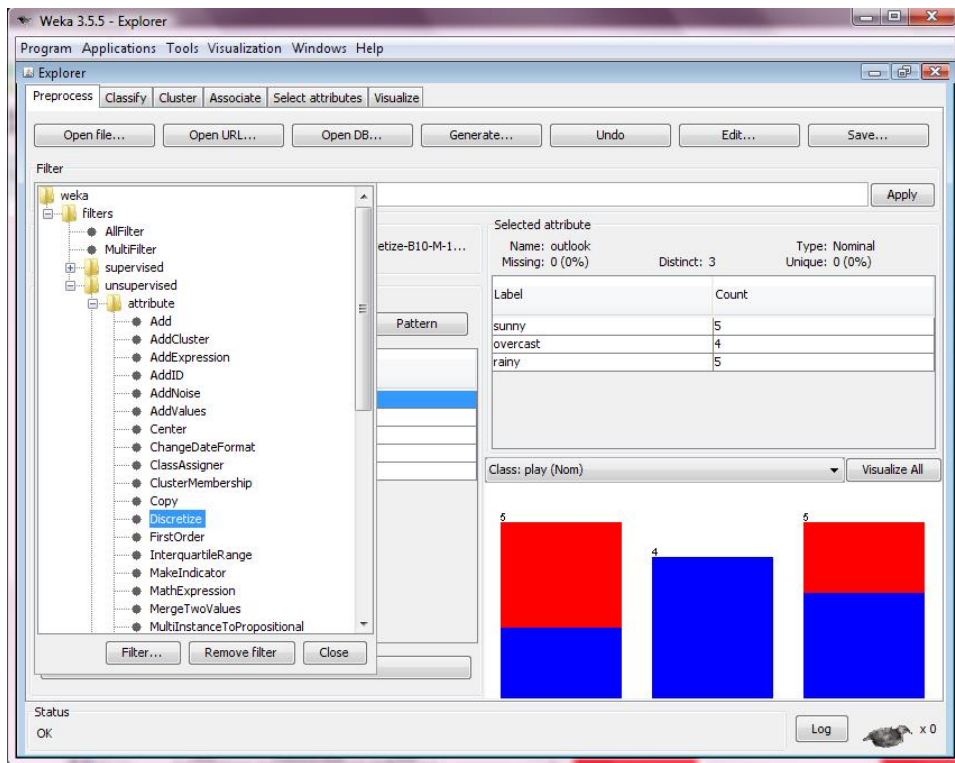 Weka 3.5.5 - Explorer
Program Applications Tools Visualization Windows Help
Explorer
Preprocess Classify Cluster Associate Select attributes Visualize
Open file... Open URL... Open DB... Generate... Undo Edit... Save...
Filter
Apply
weka
filters
AllFilter
MultiFilter
supervised
unsupervised
attribute
Add
AddCluster
AddExpression
AddID
AddNoise
AddValues
Center
ChangeDateFormat
ClassAssigner
ClusterMembership
Copy
Discretize
FirstOrder
InterquartileRange
MakeIndicator
MathExpression
MergeTwoValues
MultiInstanceToPropositional
Filter... Remove filter Close
etize-B10-M-1...
Pattern
Selected attribute
Name: outlook Type: Nominal
Missing: 0 (0%) Distinct: 3 Unique: 0 (0%)
Label Count
sunny 5
overcast 4
rainy 5
Class: play (Nom) Visualize All
5 4 5
Status
OK
Log x 0